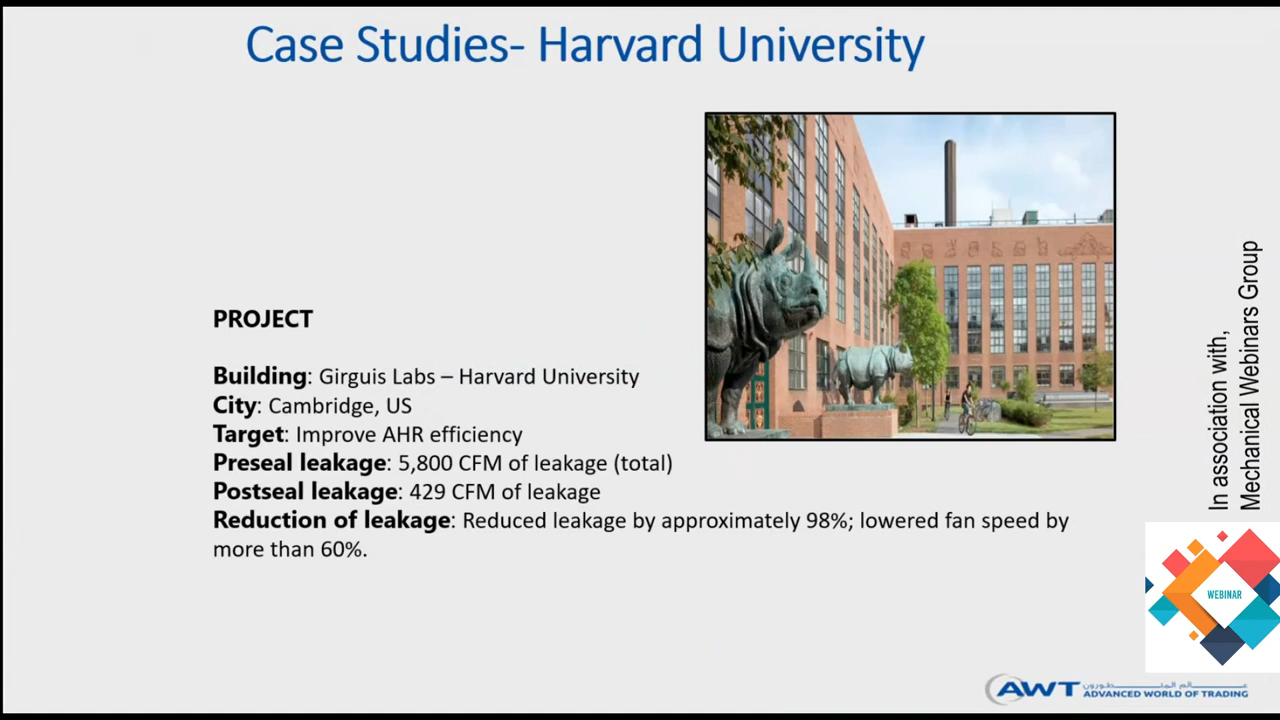 Case Studies- Harvard University
PROJECT
Building: Girguis Labs – Harvard University
City: Cambridge, US
Target: Improve AHR efficiency
Preseal leakage: 5,800 CFM of leakage (total)
Postseal leakage: 429 CFM of leakage
Reduction of leakage: Reduced leakage by approximately 98%; lowered fan speed by
more than 60%.
In association with,
Mechanical Webinars Group
WEBINAR
AWT
ADVANCED WORLD OF TRADING